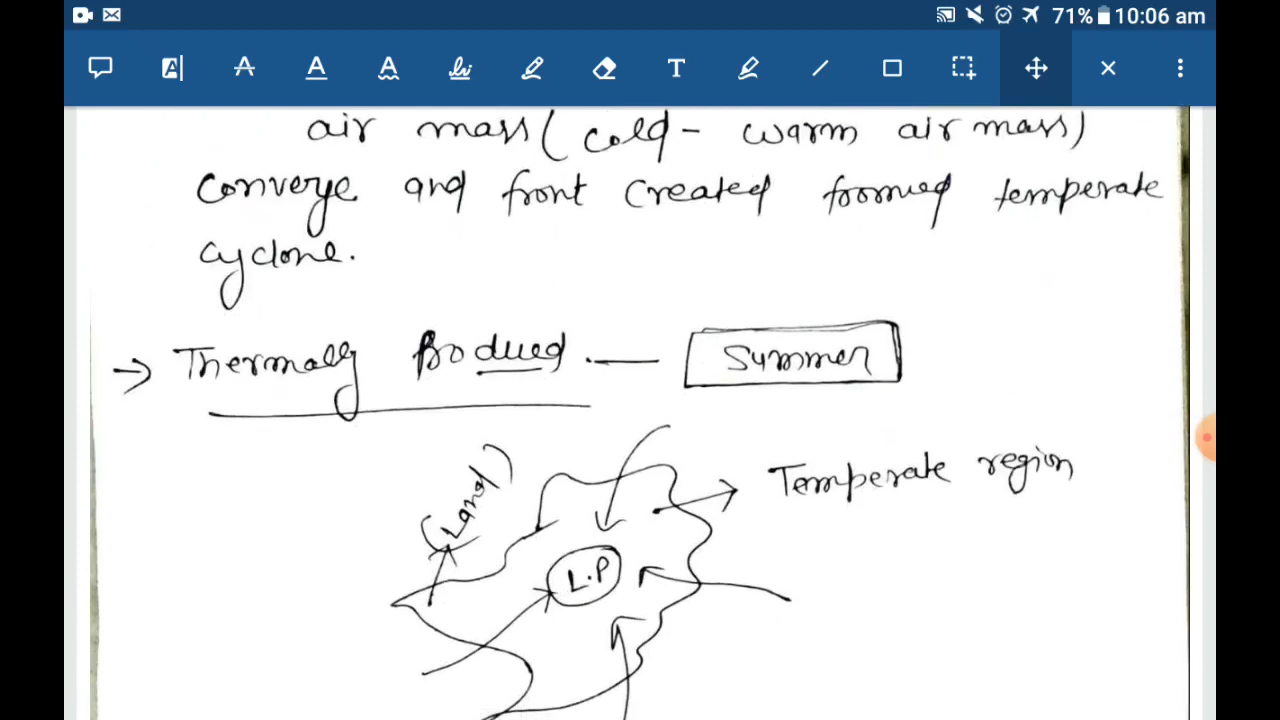 71% 10:06 am
A A A A T
air mass (cold - warm air mass)
converge and front created formed temperate
cyclone.
→ Thermally Produced. — Summer
(Land)
Temperate region
L.P